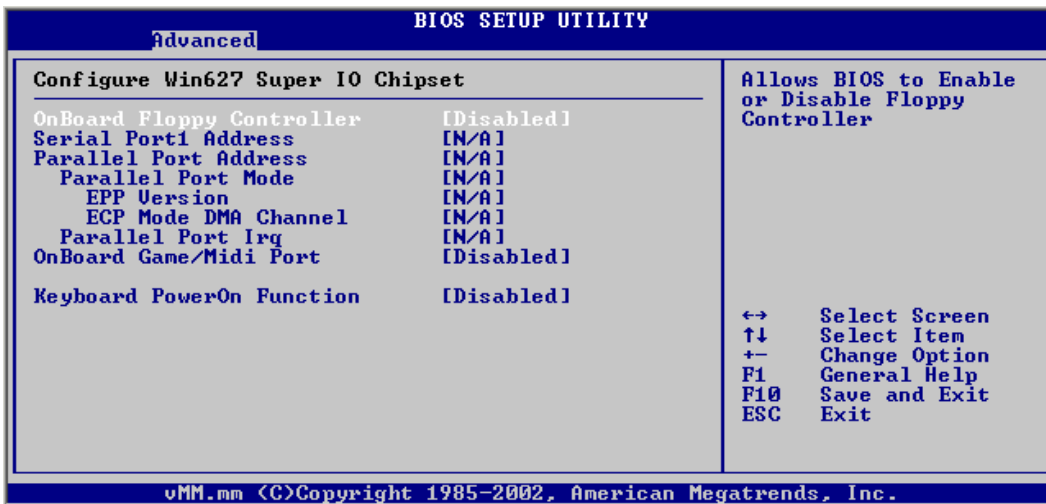 BIOS SETUP UTILITY
Advanced
Configure Win627 Super IO Chipset
OnBoard Floppy Controller [Disabled]
Serial Port1 Address [N/A]
Parallel Port Address [N/A]
Parallel Port Mode [N/A]
EPP Version [N/A]
ECP Mode DMA Channel [N/A]
Parallel Port Irq [N/A]
OnBoard Game/Midi Port [Disabled]
Keyboard PowerOn Function [Disabled]
Allows BIOS to Enable
or Disable Floppy
Controller
←→ Select Screen
↑↓ Select Item
+- Change Option
F1 General Help
F10 Save and Exit
ESC Exit
vMM.mm (C)Copyright 1985-2002, American Megatrends, Inc.